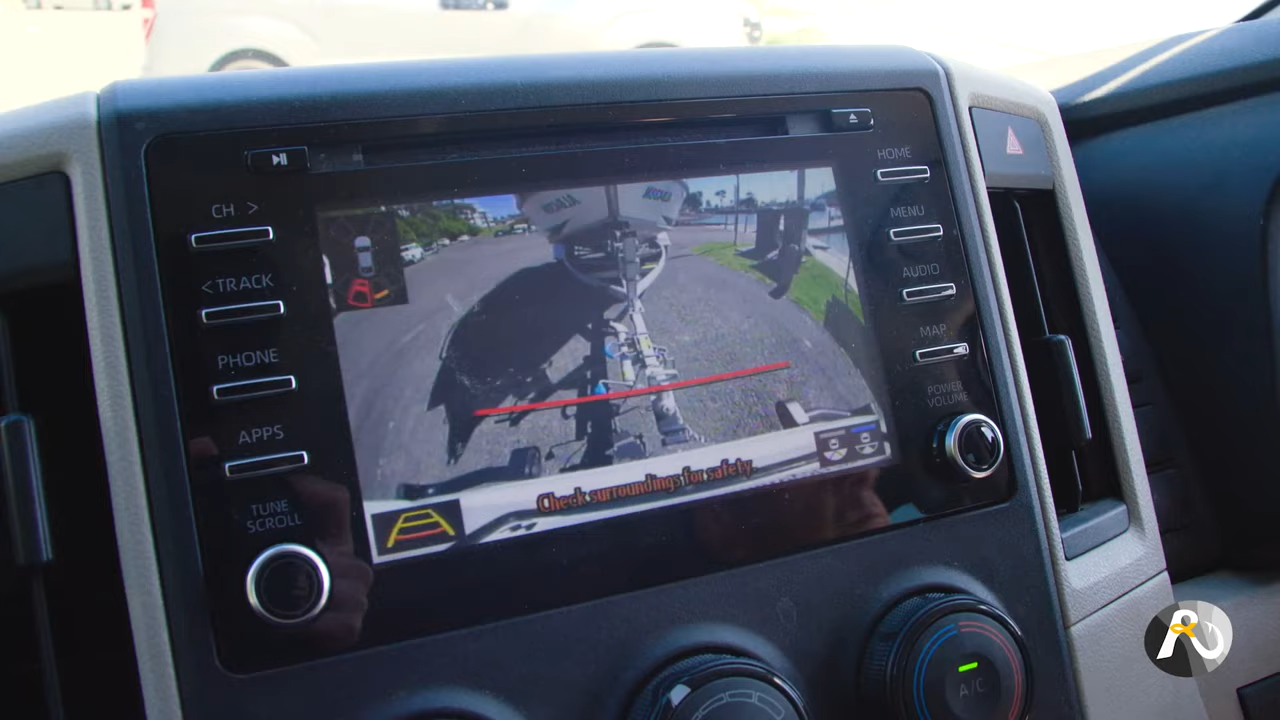 CH >
< TRACK
PHONE
APPS
TUNE
SCROLL
HOME
MENU
AUDIO
MAP
POWER
VOLUME
Check surroundings for safety.
A/C